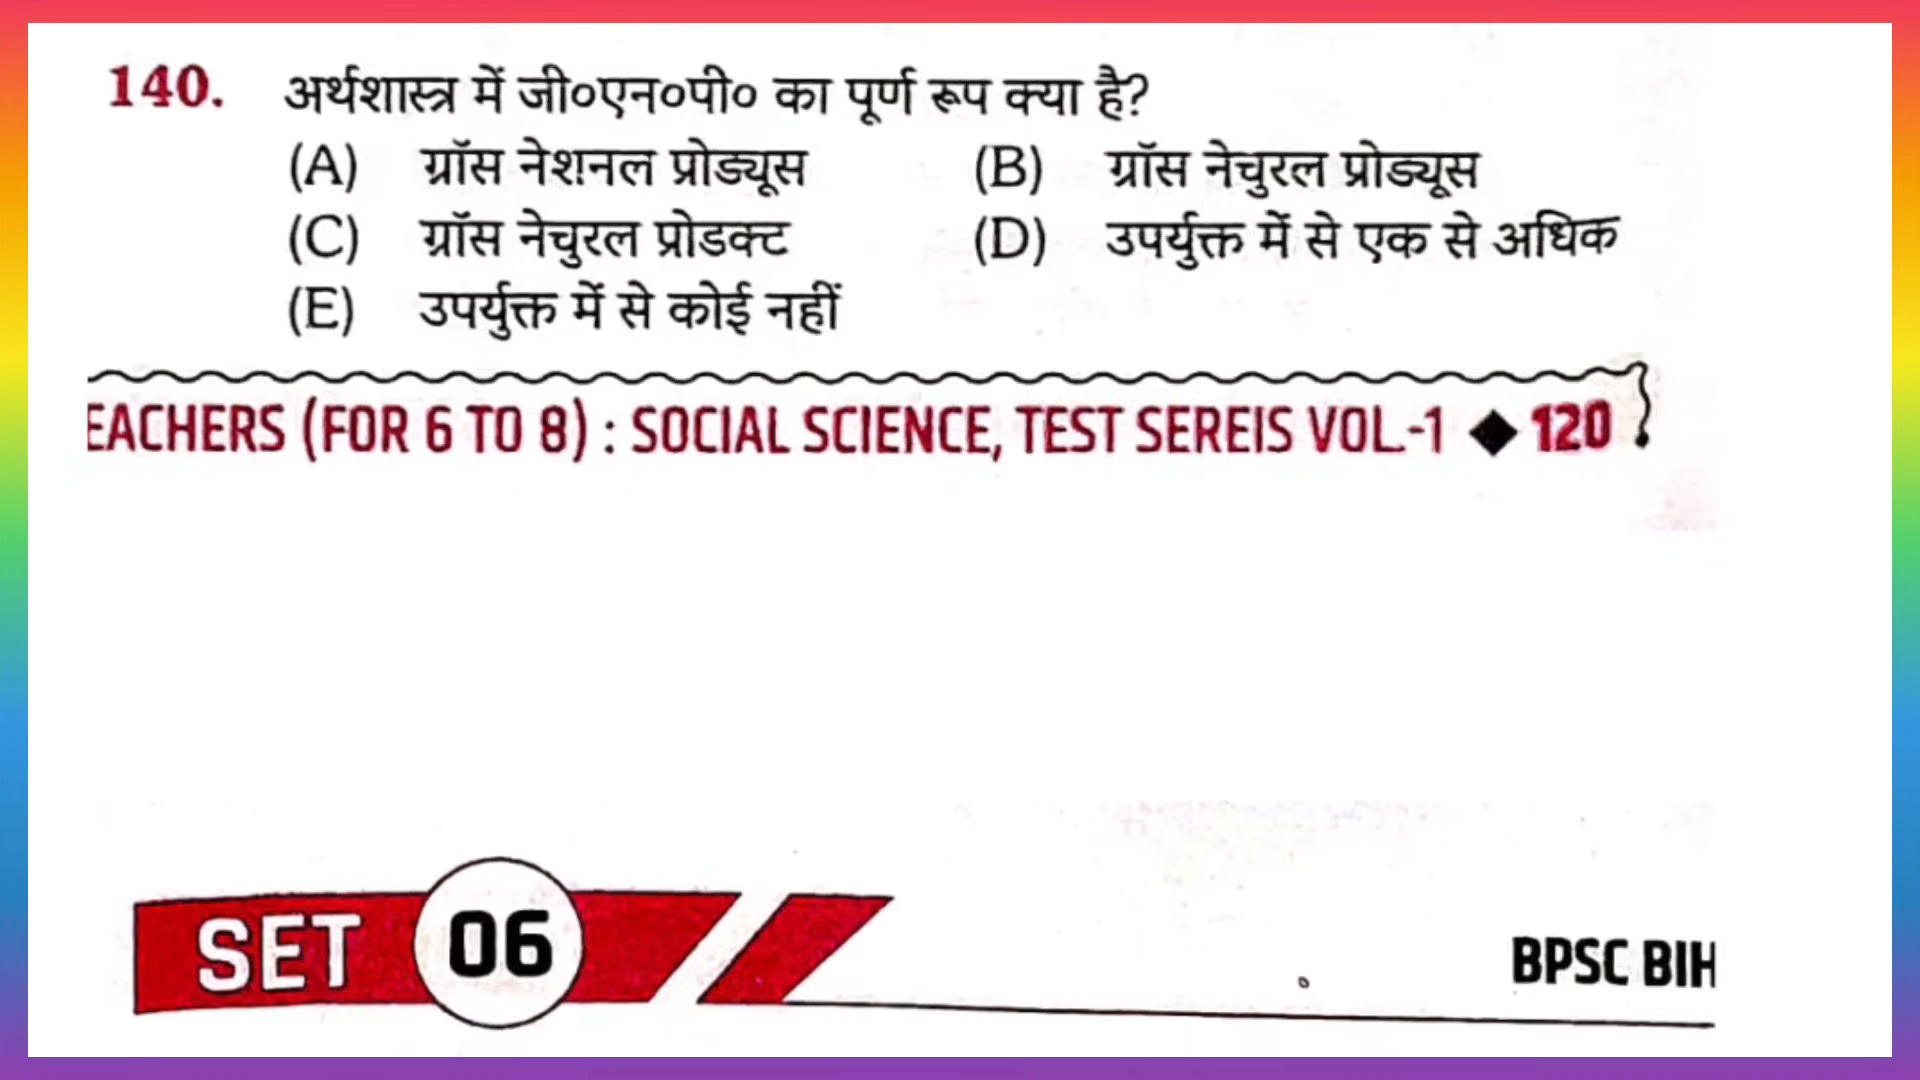 140. अर्थशास्त्र में जी०एन०पी० का पूर्ण रूप क्या है?
(A) ग्रॉस नेशनल प्रोड्यूस (B) ग्रॉस नेचुरल प्रोड्यूस
(C) ग्रॉस नेचुरल प्रोडक्ट (D) उपर्युक्त में से एक से अधिक
(E) उपर्युक्त में से कोई नहीं
EACHERS (FOR 6 TO 8) : SOCIAL SCIENCE, TEST SEREIS VOL.-1 ◆ 120
SET 06
BPSC BIH